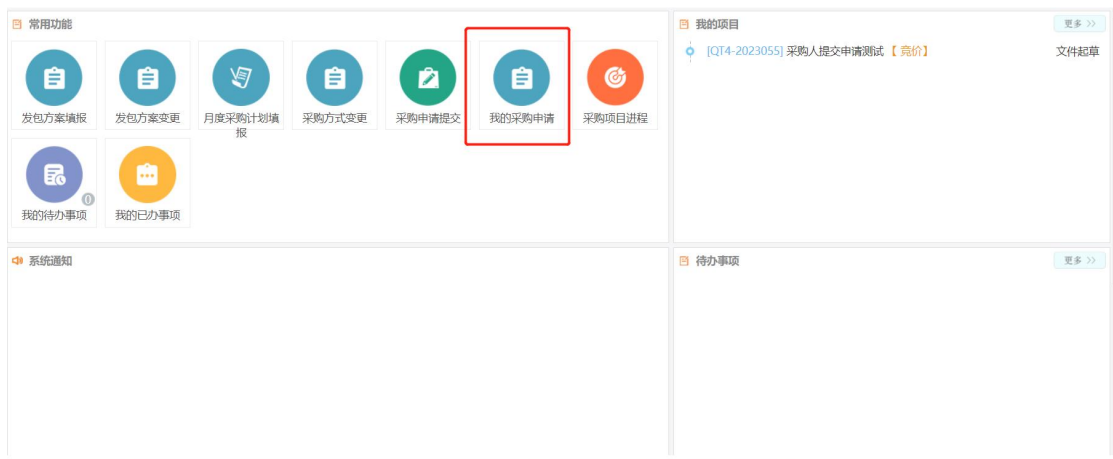 常用功能
发包方案填报
发包方案变更
月度采购计划填
报
采购方式变更
采购申请提交
我的采购申请
采购项目进程
0
我的待办事项
我的已办事项
我的项目
更多 >>
[QT4-2023055] 采购人提交申请测试【 竞价】
文件起草
系统通知
待办事项
更多 >>